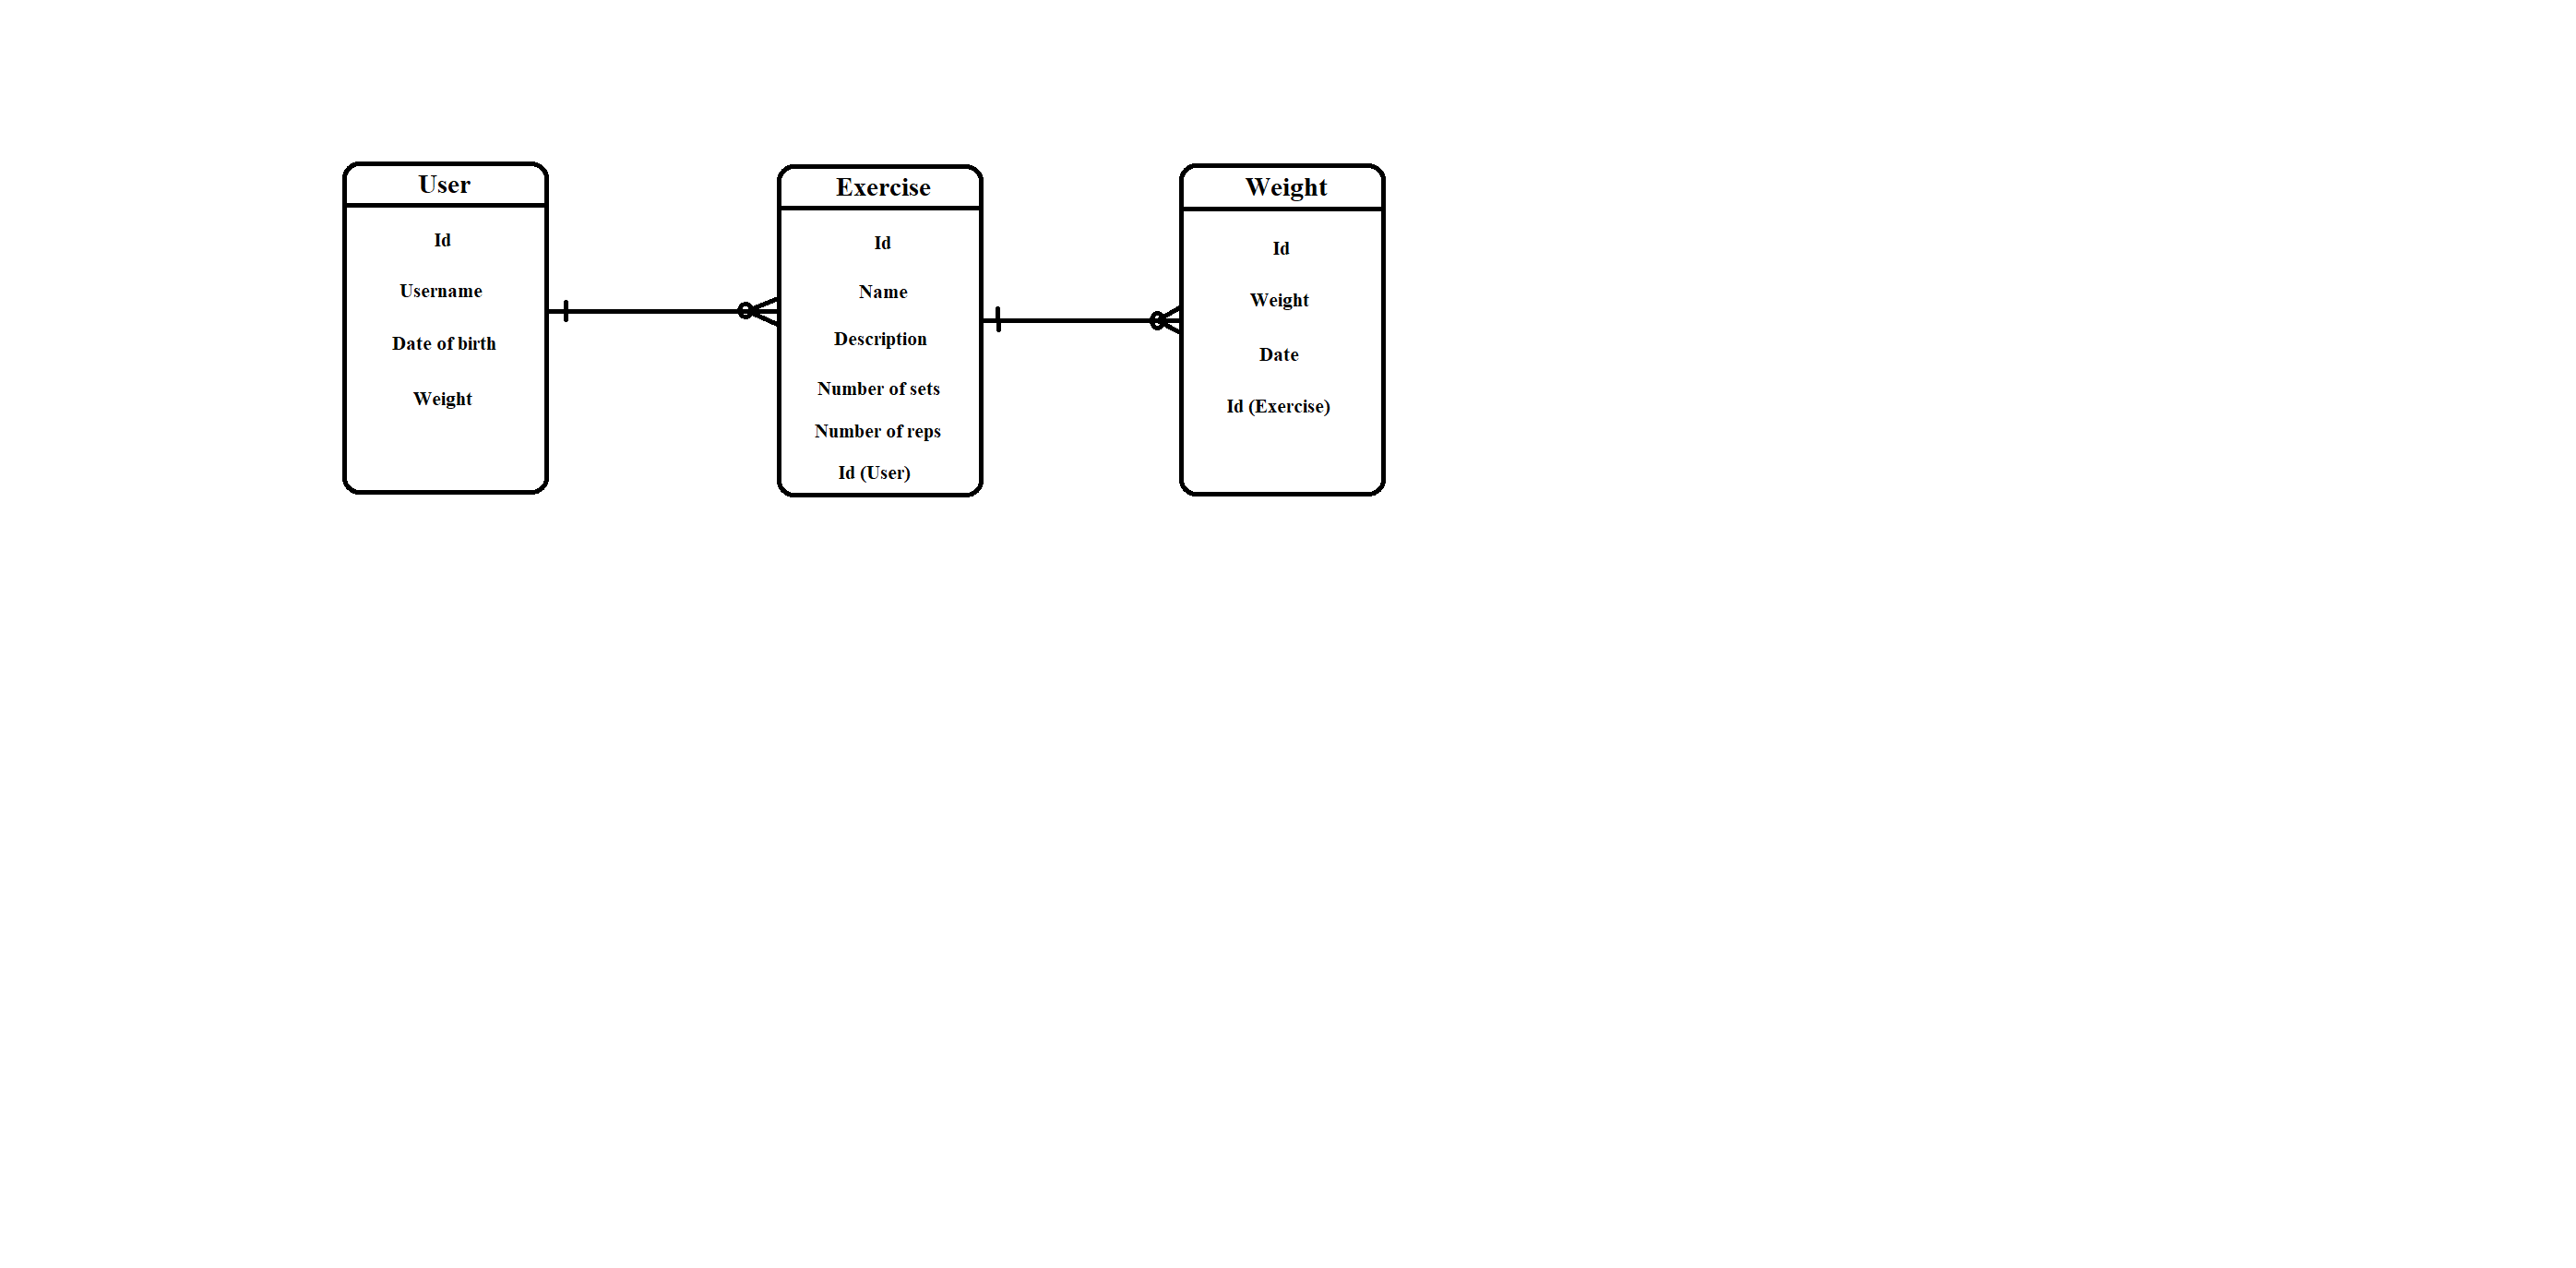 User
Id
Username
Date of birth
Weight
Exercise
Id
Name
Description
Number of sets
Number of reps
Id (User)
Weight
Id
Weight
Date
Id (Exercise)